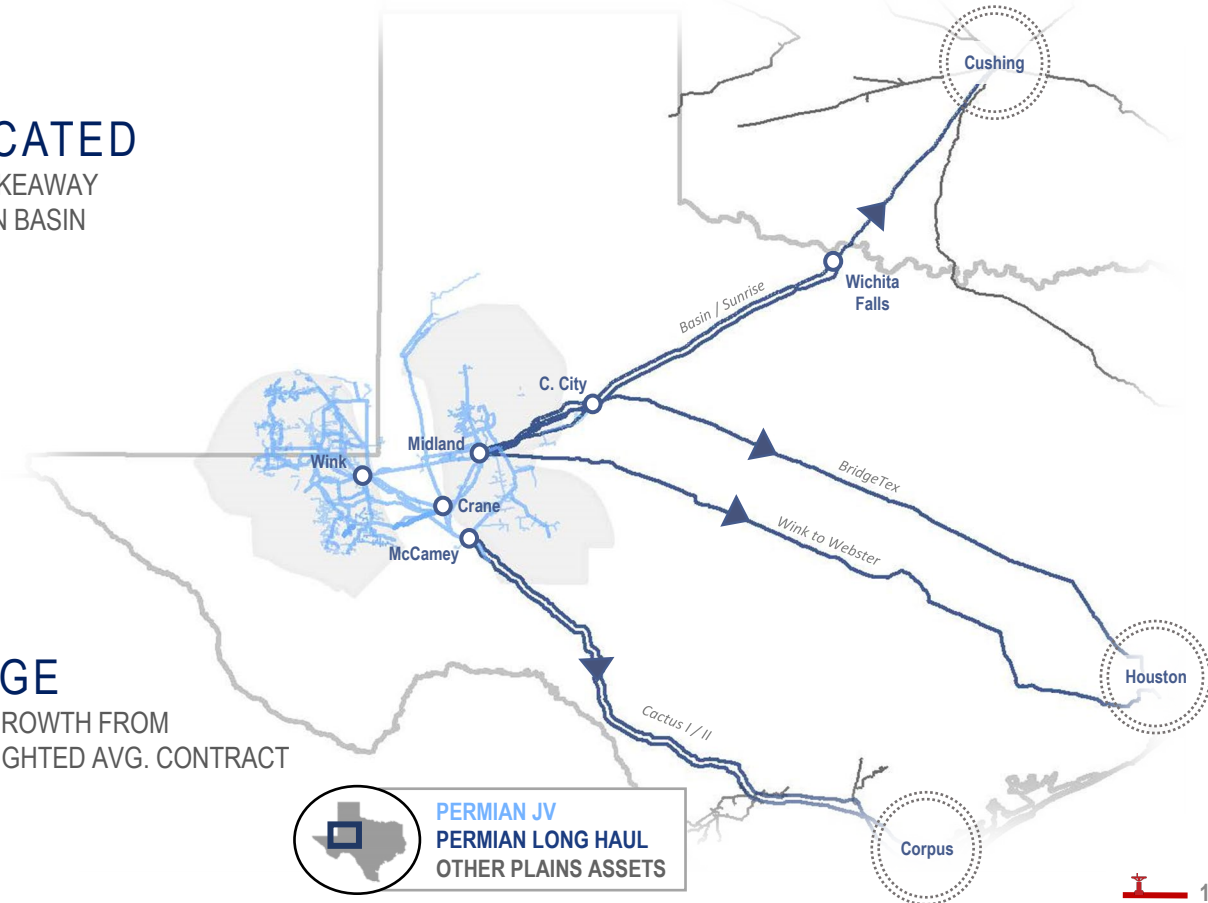 Cushing
CATED
KEAWAY
N BASIN
Wichita
Falls
Basin / Sunrise
C. City
Midland
Wink
BridgeTex
Crane
Wink to Webster
McCamey
GE
ROWTH FROM
GHTED AVG. CONTRACT
Houston
Cactus I / II
PERMIAN JV
PERMIAN LONG HAUL
OTHER PLAINS ASSETS
Corpus
1